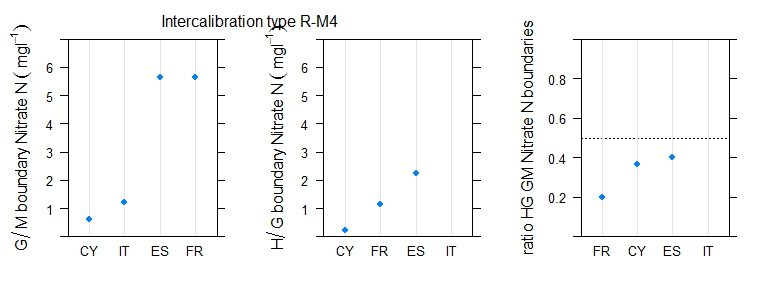 Intercalibration type R-M4
G/ M boundary Nitrate N ( mgl⁻¹)
6
5
4
3
2
1
CY IT ES FR
H/ G boundary Nitrate N ( mgl⁻¹)
6
5
4
3
2
1
CY FR ES IT
ratio HG GM Nitrate N boundaries
0.8
0.6
0.4
0.2
FR CY ES IT